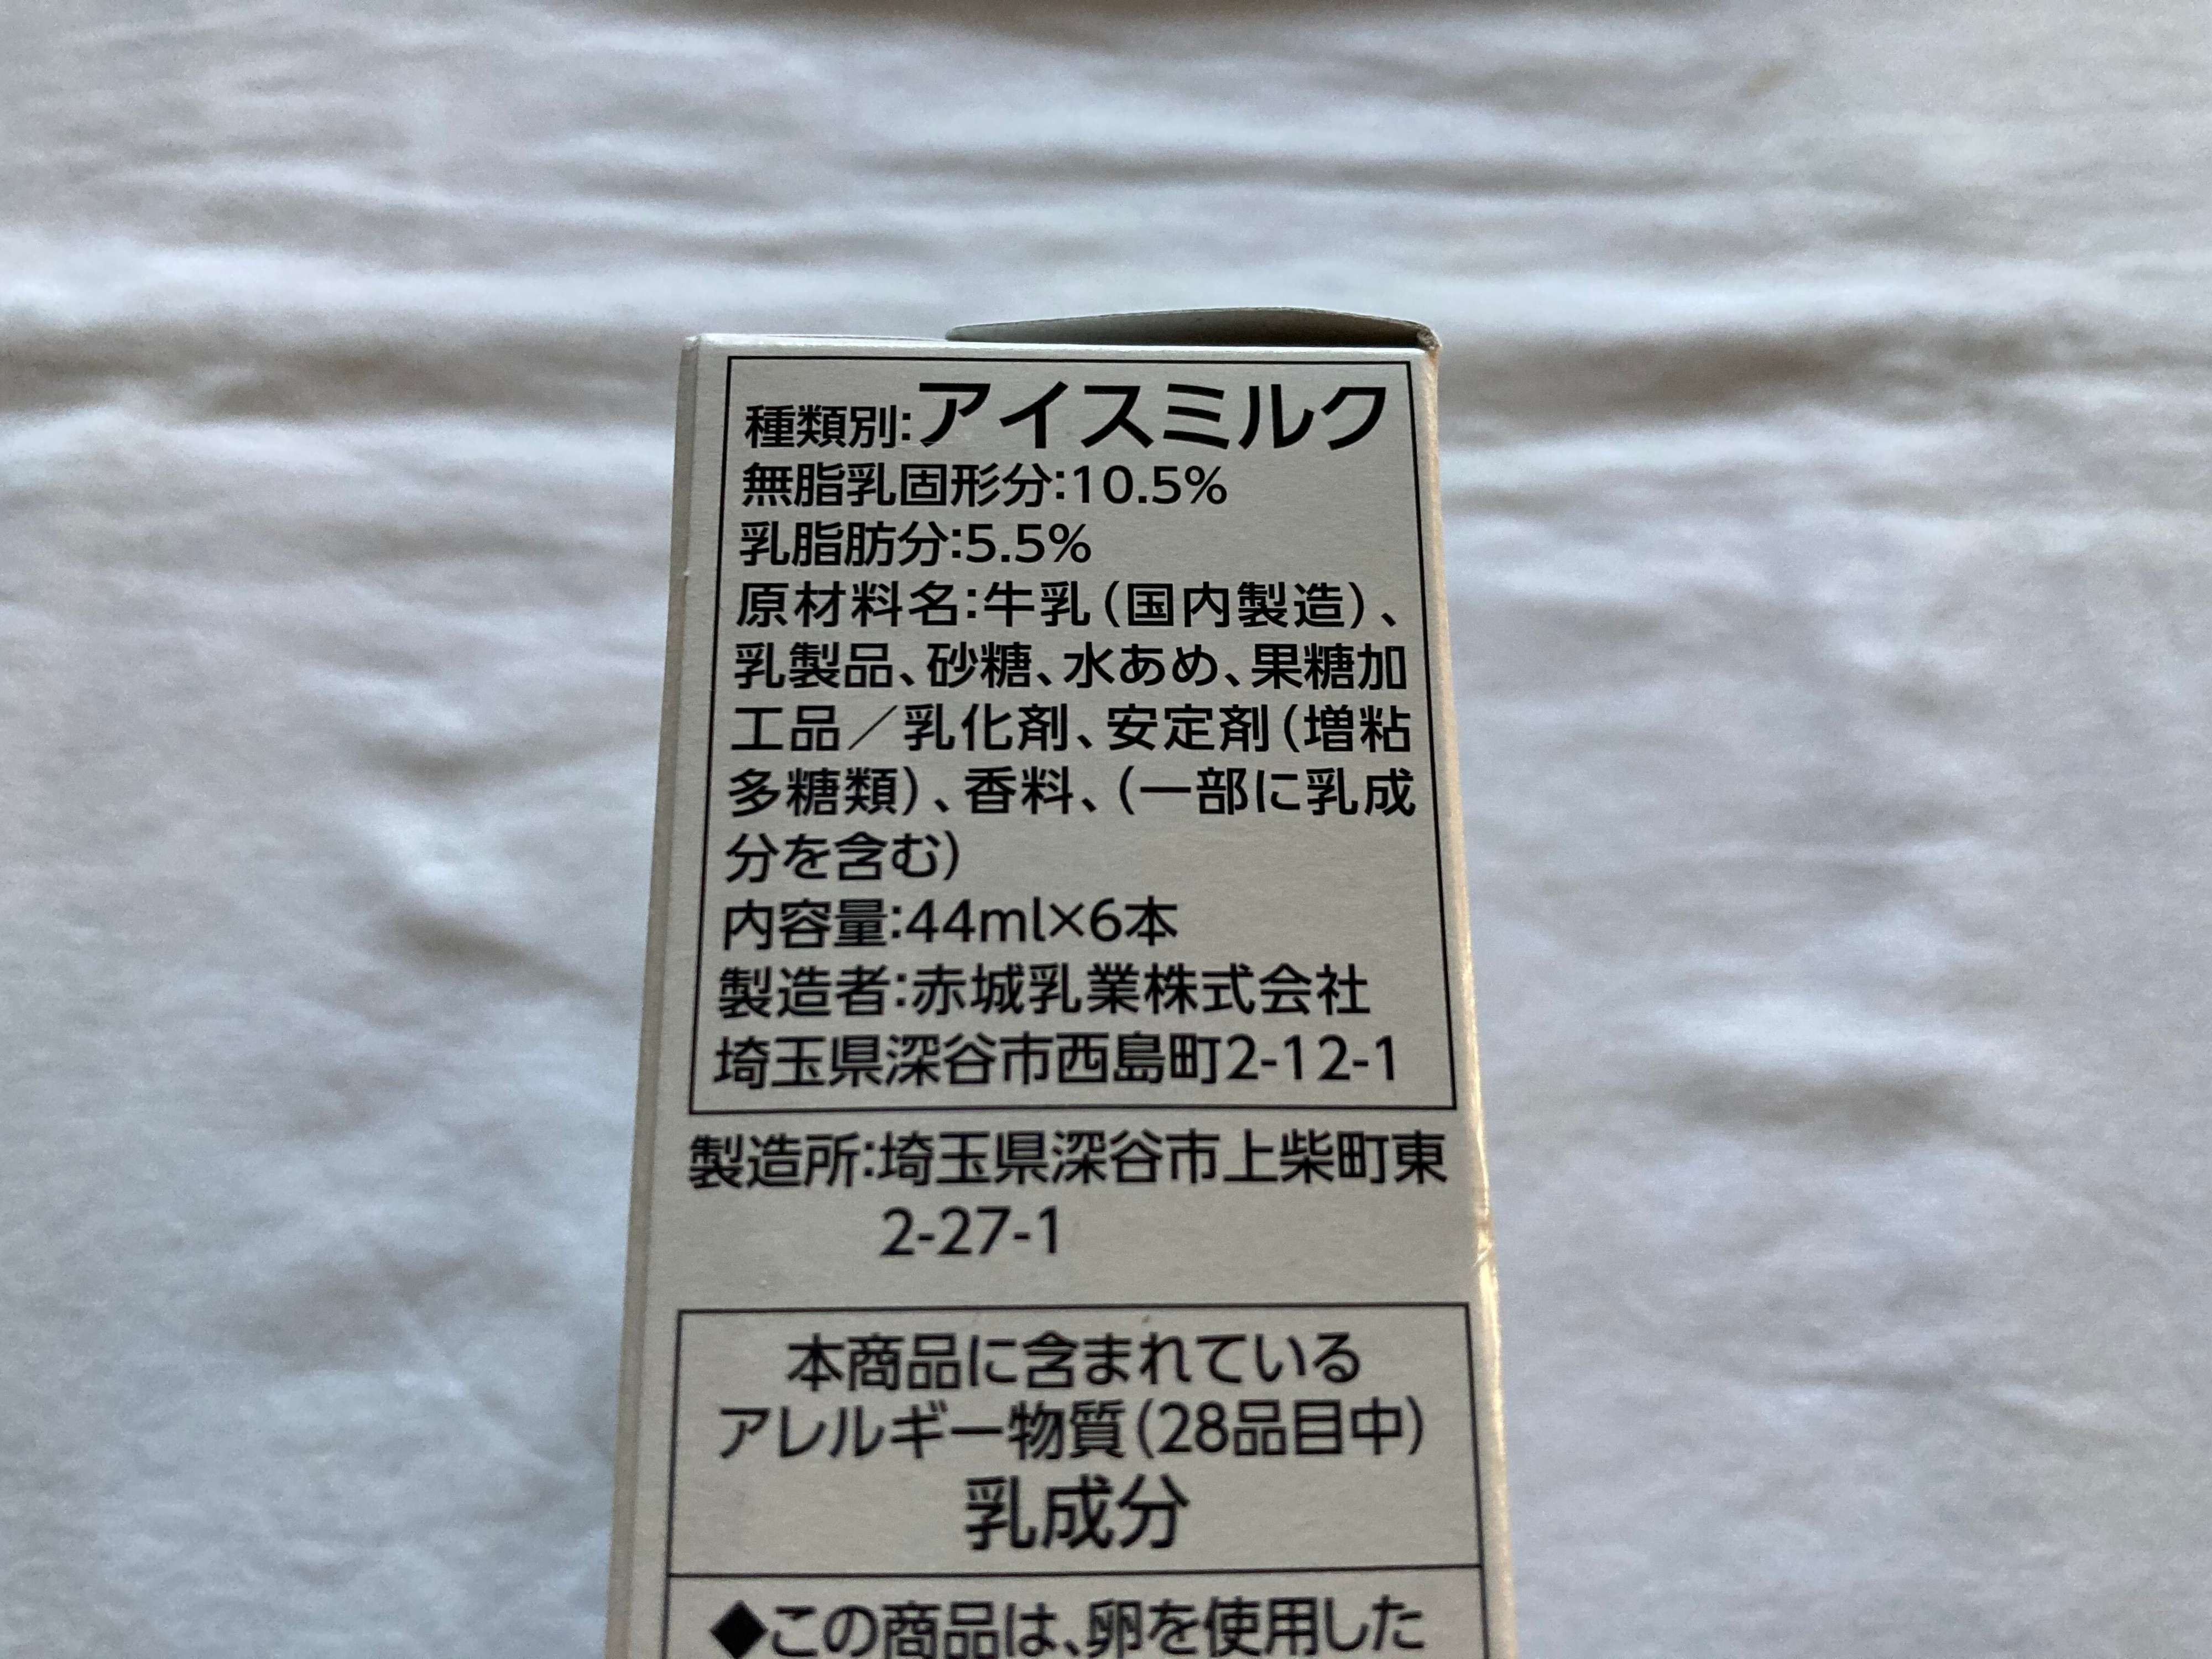 種類別:アイスミルク
無脂乳固形分:10.5%
乳脂肪分:5.5%
原材料名:牛乳(国内製造)、
乳製品、砂糖、水あめ、果糖加
工品／乳化剤、安定剤(増粘
多糖類)、香料、(一部に乳成
分を含む)
内容量:44ml×6本
製造者:赤城乳業株式会社
埼玉県深谷市西島町2-12-1
製造所:埼玉県深谷市上柴町東
2-27-1
本商品に含まれている
アレルギー物質(28品目中)
乳成分
◆この商品は、卵を使用した